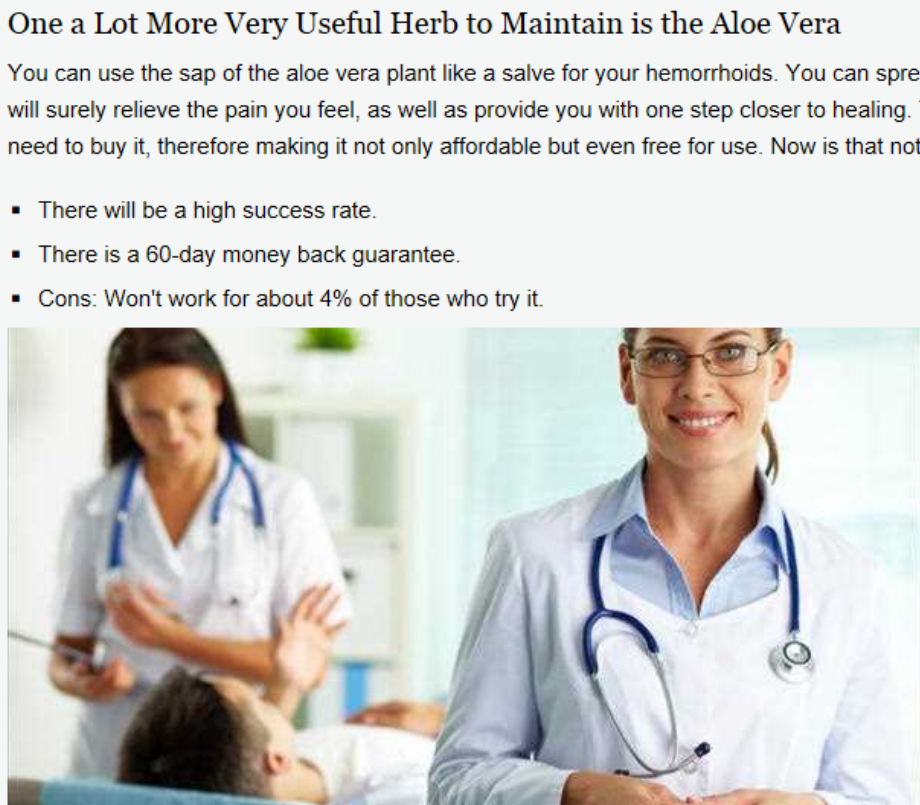 One a Lot More Very Useful Herb to Maintain is the Aloe Vera
You can use the sap of the aloe vera plant like a salve for your hemorrhoids. You can spre
will surely relieve the pain you feel, as well as provide you with one step closer to healing.
need to buy it, therefore making it not only affordable but even free for use. Now is that not
There will be a high success rate.
There is a 60-day money back guarantee.
Cons: Won't work for about 4% of those who try it.